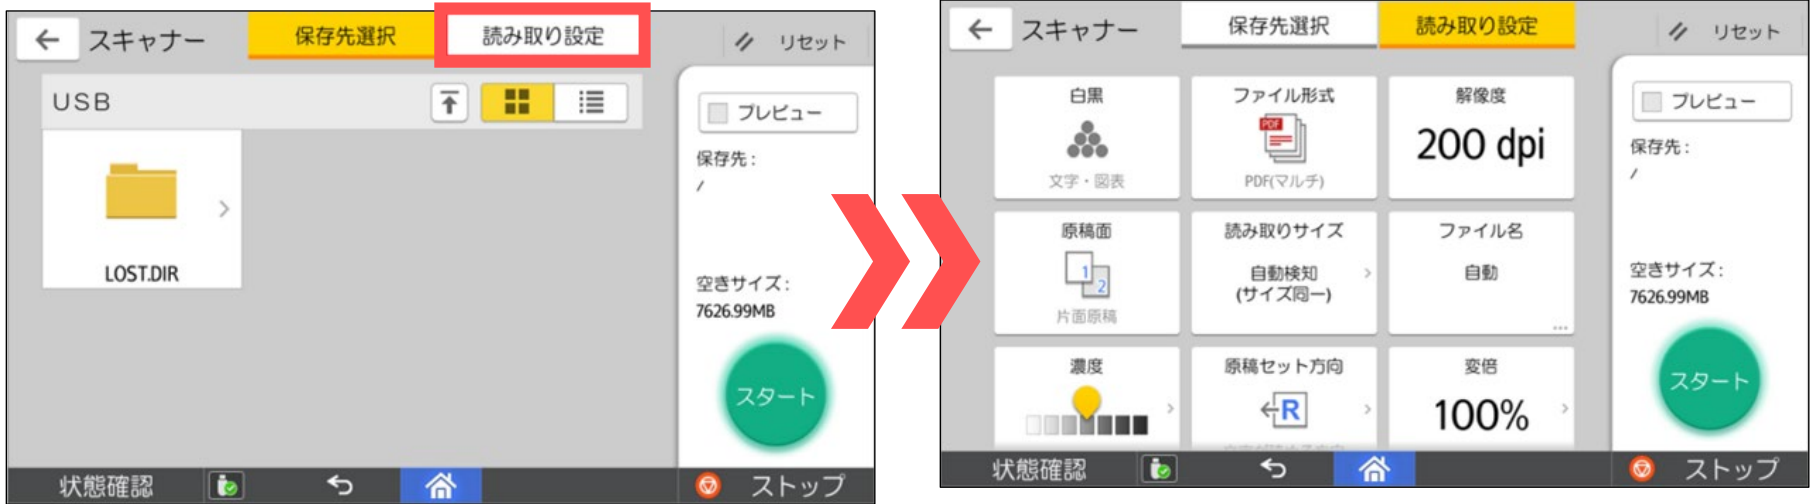 スキャナー
保存先選択
読み取り設定
リセット
USB
プレビュー
保存先：
/
LOST.DIR
空きサイズ：
7626.99MB
スタート
状態確認
ストップ
スキャナー
保存先選択
読み取り設定
リセット
白黒
文字・図表
ファイル形式
PDF
PDF(マルチ)
解像度
200 dpi
プレビュー
保存先：
/
原稿面
1
2
片面原稿
読み取りサイズ
自動検知
(サイズ同一)
ファイル名
自動
...
空きサイズ：
7626.99MB
濃度
原稿セット方向
R
変倍
100%
スタート
状態確認
ストップ